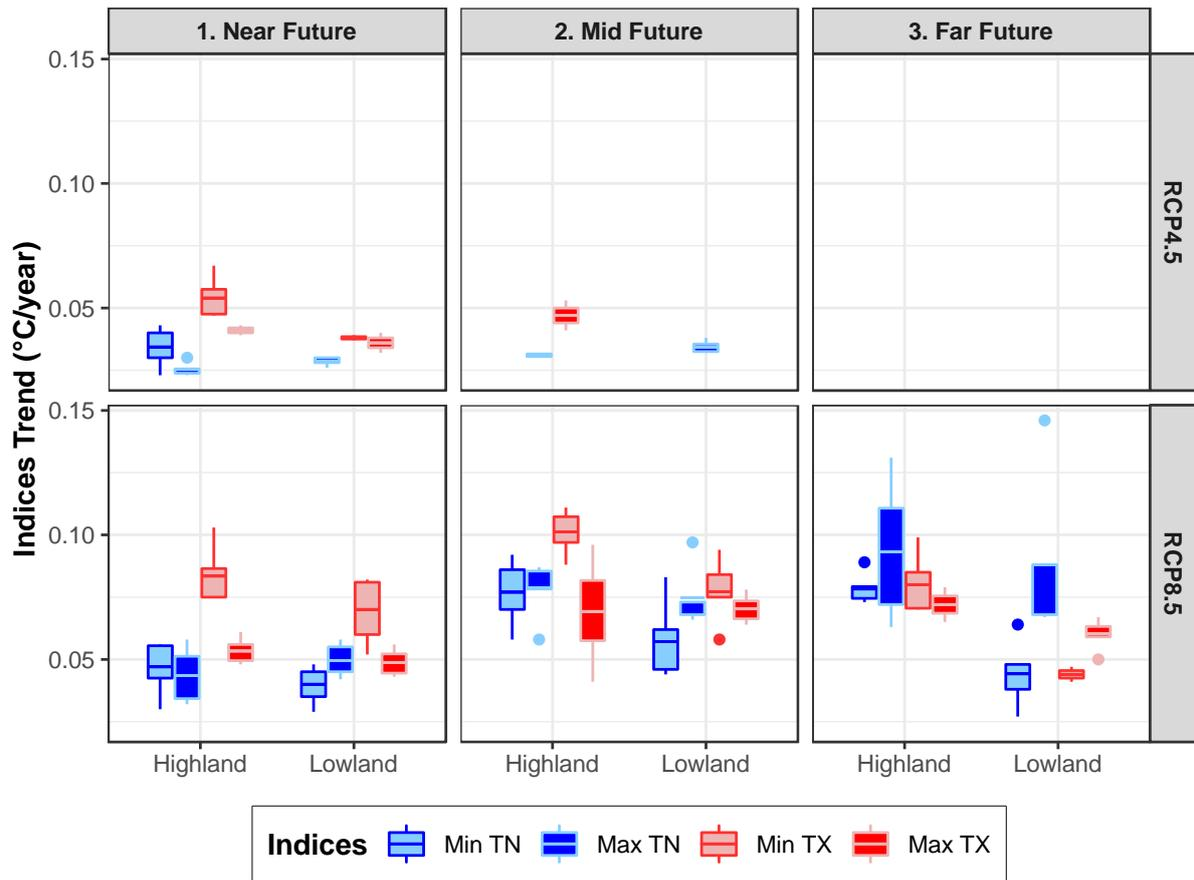 1. Near Future
2. Mid Future
3. Far Future
Indices Trend (°C/year)
0.15
0.10
0.05
RCP4.5
0.15
0.10
0.05
RCP8.5
Highland Lowland
Highland Lowland
Highland Lowland
Indices Min TN Max TN Min TX Max TX